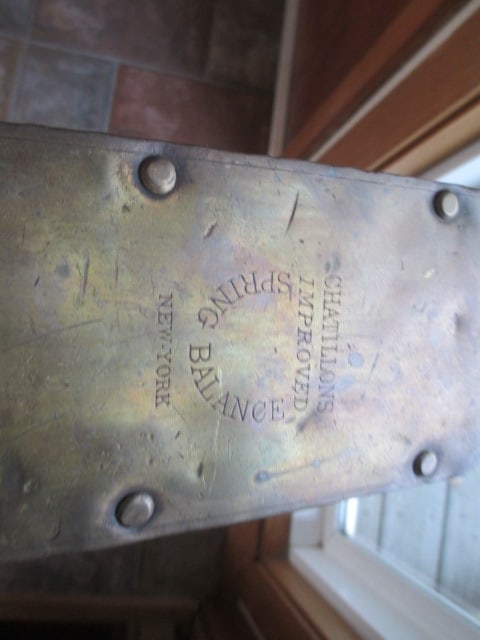 CHATILLONS
IMPROVED
SPRING BALANCE
NEW-YORK